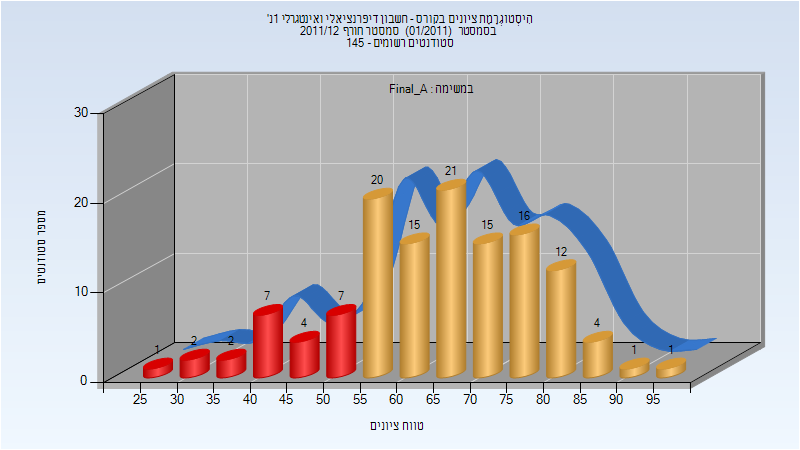 היסטוגרמת ציונים בקורס - חשבון דיפרנציאלי ואינטגרלי 1נ'
בסמסטר (01/2011) סמסטר חורף 2011/12
סטודנטים רשומים - 145
במשימה : Final_A
מספר סטודנטים
30
20
10
0
1
2
2
7
4
7
20
15
21
15
16
12
4
1
1
25 30 35 40 45 50 55 60 65 70 75 80 85 90 95
טווח ציונים